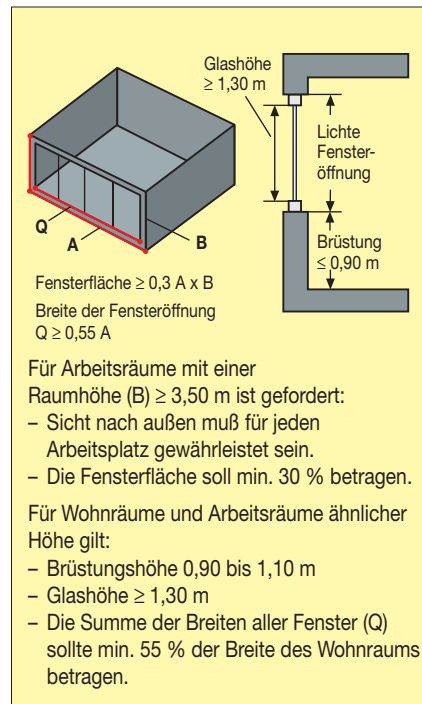 Glashöhe
≥ 1,30 m
Lichte
Fenster-
öffnung
Q
A
B
Brüstung
≤ 0,90 m
Fensterfläche ≥ 0,3 A x B
Breite der Fensteröffnung
Q ≥ 0,55 A
Für Arbeitsräume mit einer
Raumhöhe (B) ≥ 3,50 m ist gefordert:
– Sicht nach außen muß für jeden
Arbeitsplatz gewährleistet sein.
– Die Fensterfläche soll min. 30 % betragen.
Für Wohnräume und Arbeitsräume ähnlicher
Höhe gilt:
– Brüstungshöhe 0,90 bis 1,10 m
– Glashöhe ≥ 1,30 m
– Die Summe der Breiten aller Fenster (Q)
sollte min. 55 % der Breite des Wohnraums
betragen.